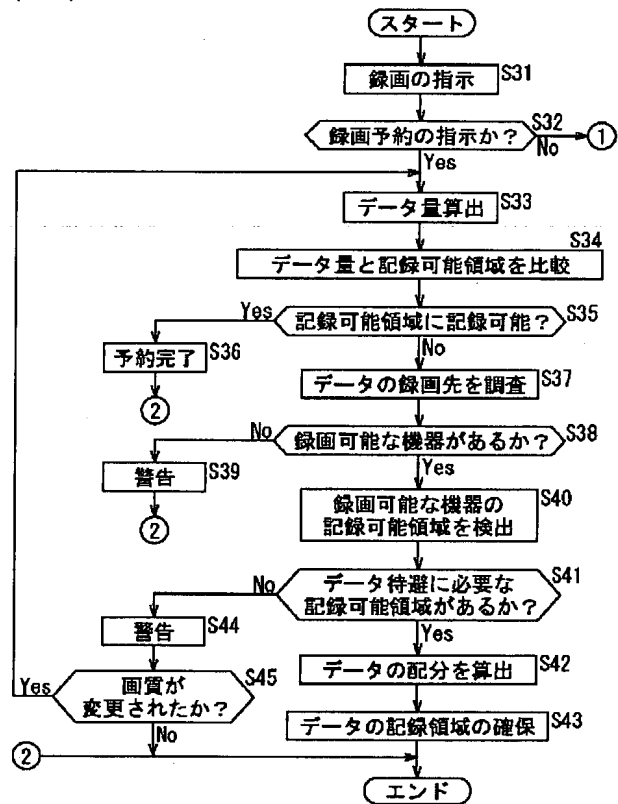 スタート
録画の指示 S31
録画予約の指示か? S32
No ①
Yes
データ量算出 S33
S34
データ量と記録可能領域を比較
Yes 記録可能領域に記録可能? S35
予約完了 S36
No
データの録画先を調査 S37
②
No 録画可能な機器があるか? S38
警告 S39
Yes
②
録画可能な機器の S40
記録可能領域を検出
No データ待避に必要な S41
記録可能領域があるか?
警告 S44
Yes
データの配分を算出 S42
Yes 画質が S45
変更されたか?
データの記録領域の確保 S43
No
②
エンド